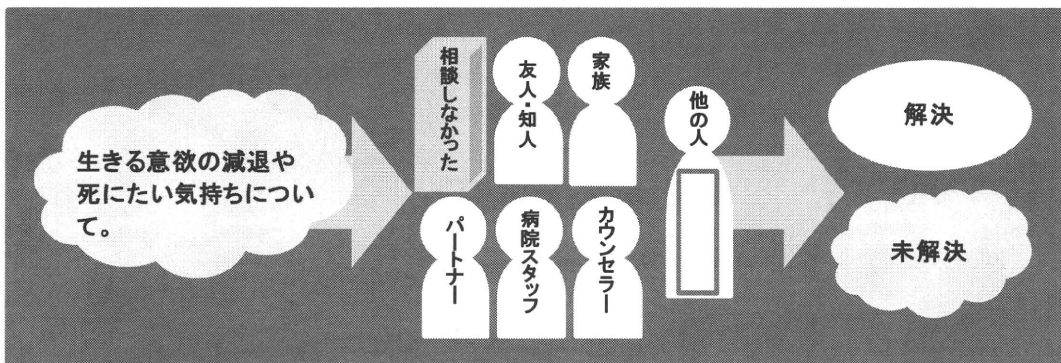 生きる意欲の減退や
死にたい気持ちについ
て。
相談しなかった
友人・知人
家族
パートナー
病院スタッフ
カウンセラー
他の人
解決
未解決